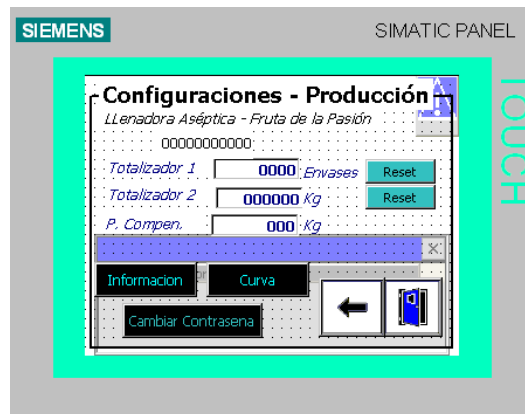 SIEMENS
SIMATIC PANEL
TOUCH
Configuraciones - Producción
LLenadora Aséptica - Fruta de la Pasión
00000000000
Totalizador 1 0000 Envases Reset
Totalizador 2 000000 Kg Reset
P. Compen. 000 Kg
X
Informacion Curva
Cambiar Contrasena